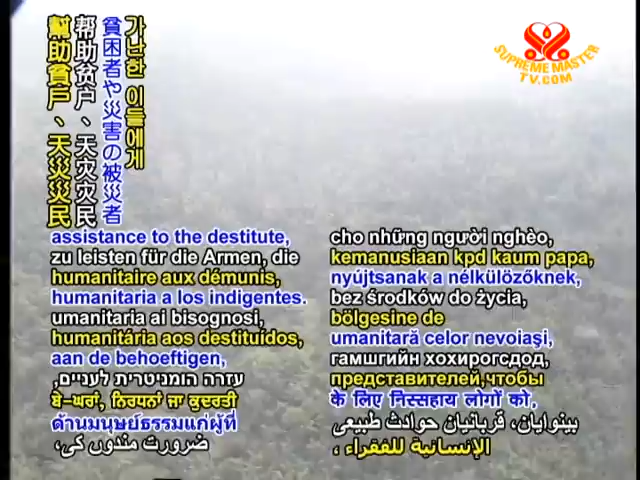 幫助貧戶、天災災民
帮助贫户、天灾灾民
貧困者や災害の被災者
가난한 이들에게
SUPREME MASTER
TV.COM
assistance to the destitute,
zu leisten für die Armen, die
humanitaire aux démunis,
humanitaria a los indigentes.
umanitaria ai bisognosi,
humanitária aos destituídos,
aan de behoeftigen,
עזרה הומניטרית לעניים,
ਬੇ-ਘਰਾਂ, ਨਿਰਧਨਾਂ ਜਾਂ ਕੁਦਰਤੀ
ด้านมนุษยธรรมแก่ผู้ที่
ضرورت مندوں کی،
cho những người nghèo,
kemanusiaan kpd kaum papa,
nyújtsanak a nélkülözőknek,
bez środków do życia,
bölgesine de
umanitară celor nevoiaşi,
гамшгийн хохирогсдод,
представителей,чтобы
के लिए निस्सहाय लोगों को,
بینوایان، قربانیان حوادث طبیعی
الإنسانية للفقراء ،